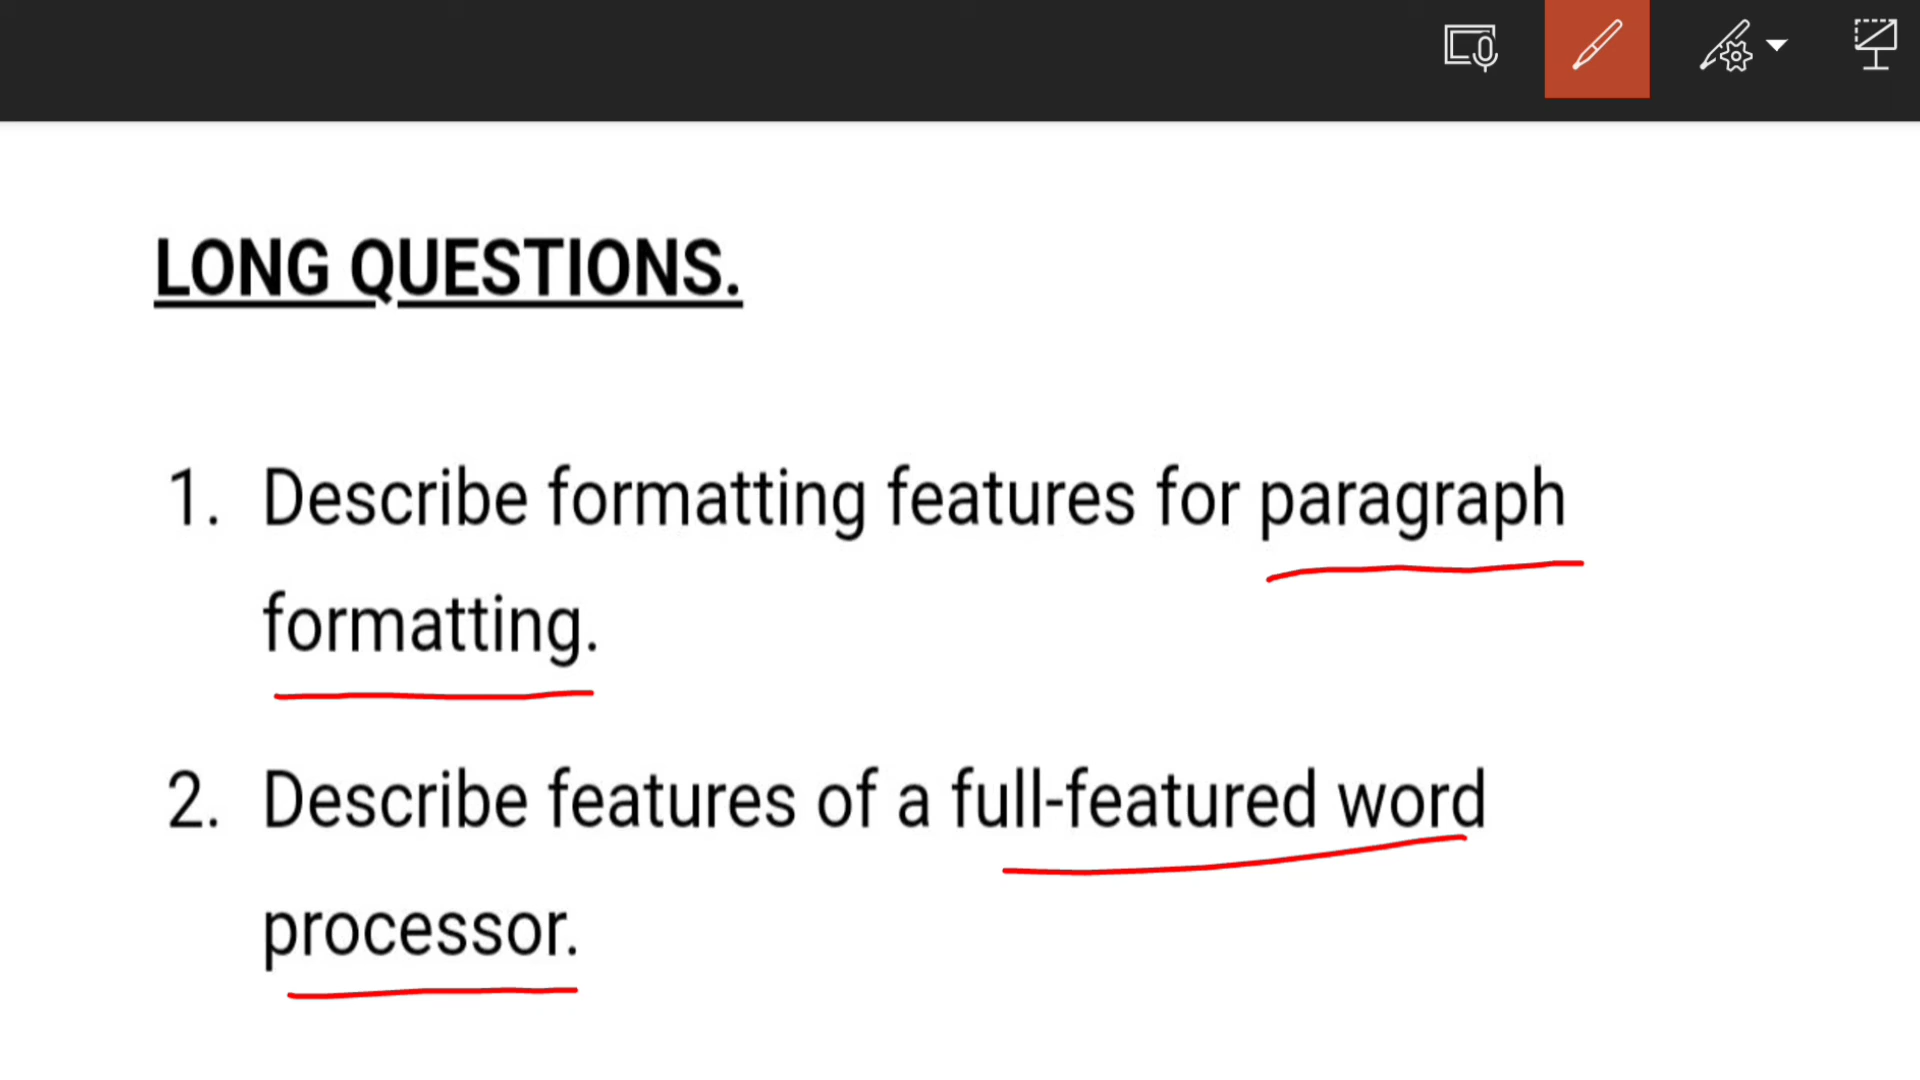 LONG QUESTIONS.
1. Describe formatting features for paragraph
formatting.
2. Describe features of a full-featured word
processor.